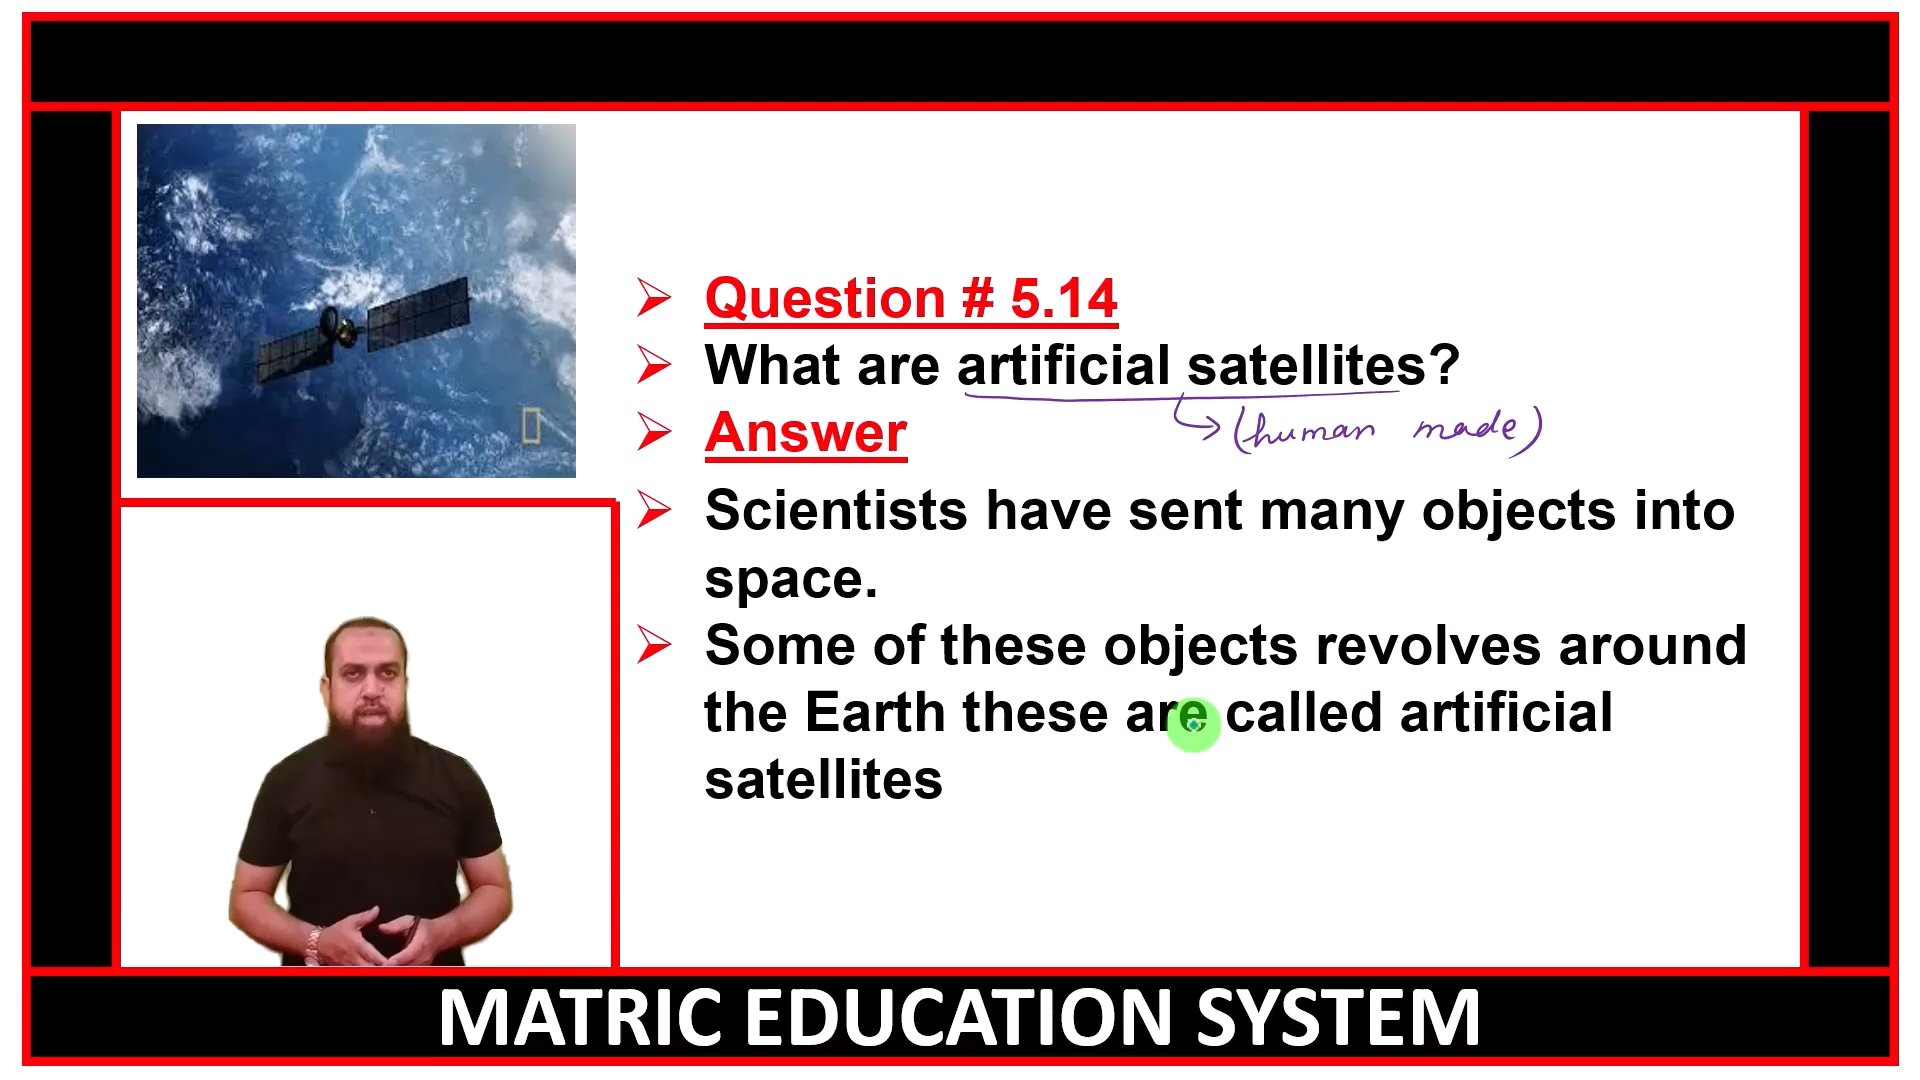 Question # 5.14
What are artificial satellites?
(human made)
Answer
Scientists have sent many objects into
space.
Some of these objects revolves around
the Earth these are called artificial
satellites
MATRIC EDUCATION SYSTEM